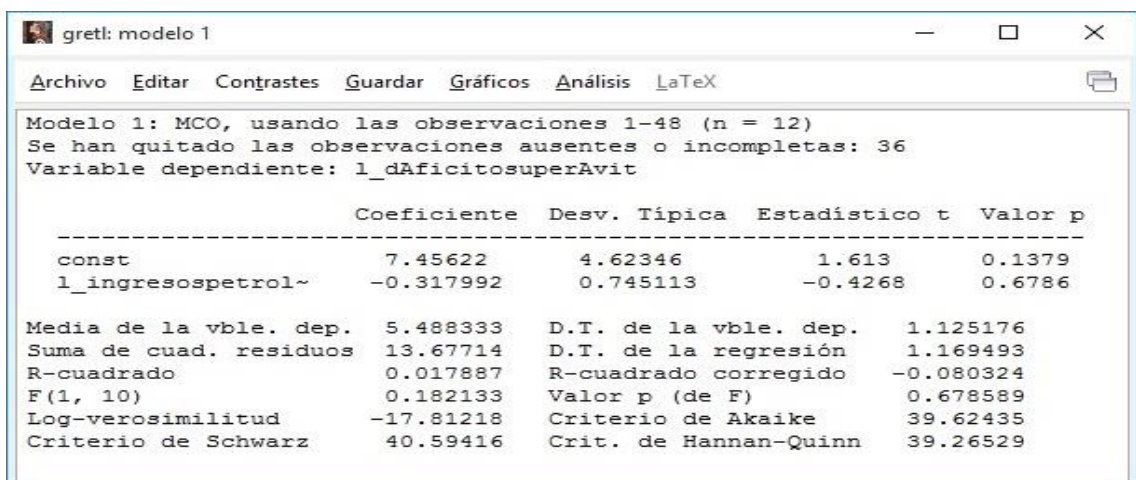 gretl: modelo 1
Archivo Editar Contrastes Guardar Gráficos Análisis LaTeX
Modelo 1: MCO, usando las observaciones 1-48 (n = 12)
Se han quitado las observaciones ausentes o incompletas: 36
Variable dependiente: l_dAficitosuperAvit
Coeficiente Desv. Típica Estadístico t Valor p
const 7.45622 4.62346 1.613 0.1379
l_ingresospetrol~ -0.317992 0.745113 -0.4268 0.6786
Media de la vble. dep. 5.488333 D.T. de la vble. dep. 1.125176
Suma de cuad. residuos 13.67714 D.T. de la regresión 1.169493
R-cuadrado 0.017887 R-cuadrado corregido -0.080324
F(1, 10) 0.182133 Valor p (de F) 0.678589
Log-verosimilitud -17.81218 Criterio de Akaike 39.62435
Criterio de Schwarz 40.59416 Crit. de Hannan-Quinn 39.26529